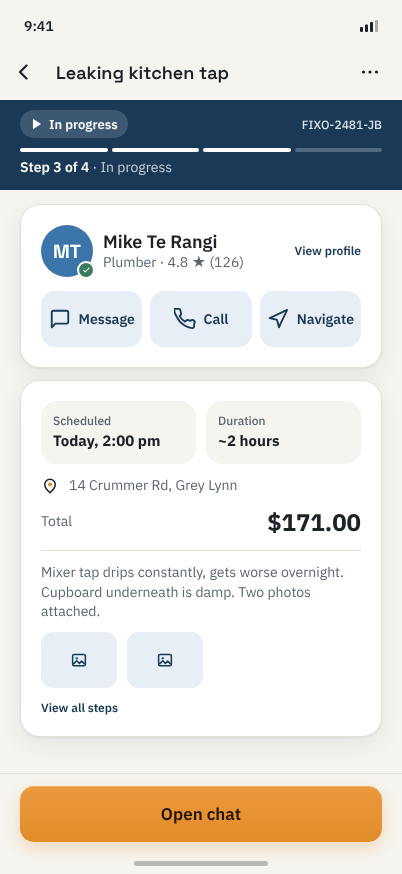 9:41
Leaking kitchen tap
In progress
FIXO-2481-JB
Step 3 of 4 · In progress
MT
Mike Te Rangi
Plumber · 4.8 ★ (126)
View profile
Message
Call
Navigate
Scheduled
Today, 2:00 pm
Duration
~2 hours
14 Crummer Rd, Grey Lynn
Total
$171.00
Mixer tap drips constantly, gets worse overnight.
Cupboard underneath is damp. Two photos
attached.
View all steps
Open chat